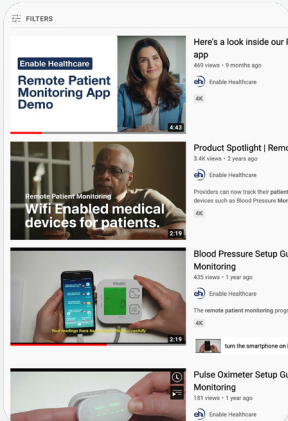 FILTERS
Enable Healthcare
Remote Patient
Monitoring App
Demo
4:43
Here's a look inside our
app
469 views • 9 months ago
eh Enable Healthcare
4K
Remote Patient Monitoring
Wifi Enabled medical
devices for patients.
2:19
Product Spotlight | Remo
3.4K views • 2 years ago
eh Enable Healthcare
Providers can now track their patient
devices such as Blood Pressure Mon
4K
2:19
Blood Pressure Setup Gu
Monitoring
435 views • 1 year ago
eh Enable Healthcare
The remote patient monitoring prog
4K
turn the smartphone on
Pulse Oximeter Setup Gu
Monitoring
181 views • 1 year ago
eh Enable Healthcare